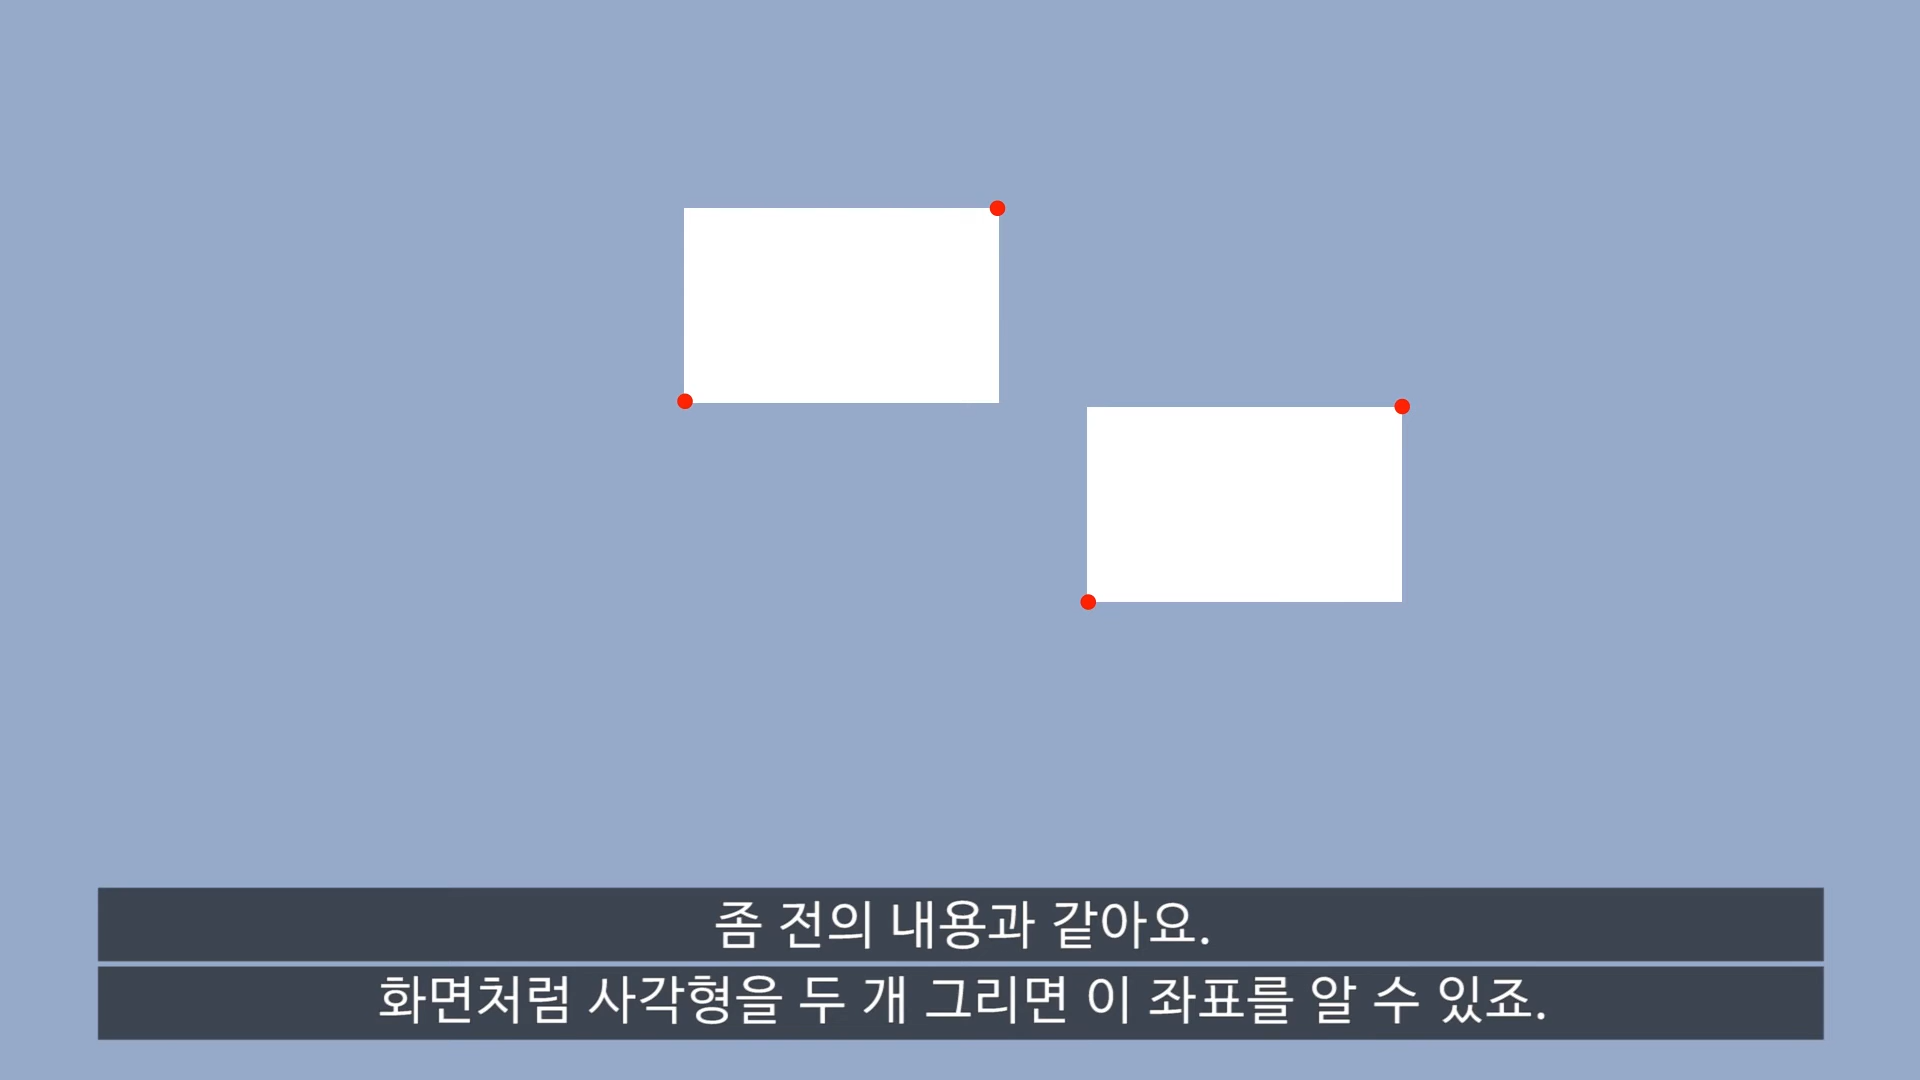 좀 전의 내용과 같아요.
화면처럼 사각형을 두 개 그리면 이 좌표를 알 수 있죠.